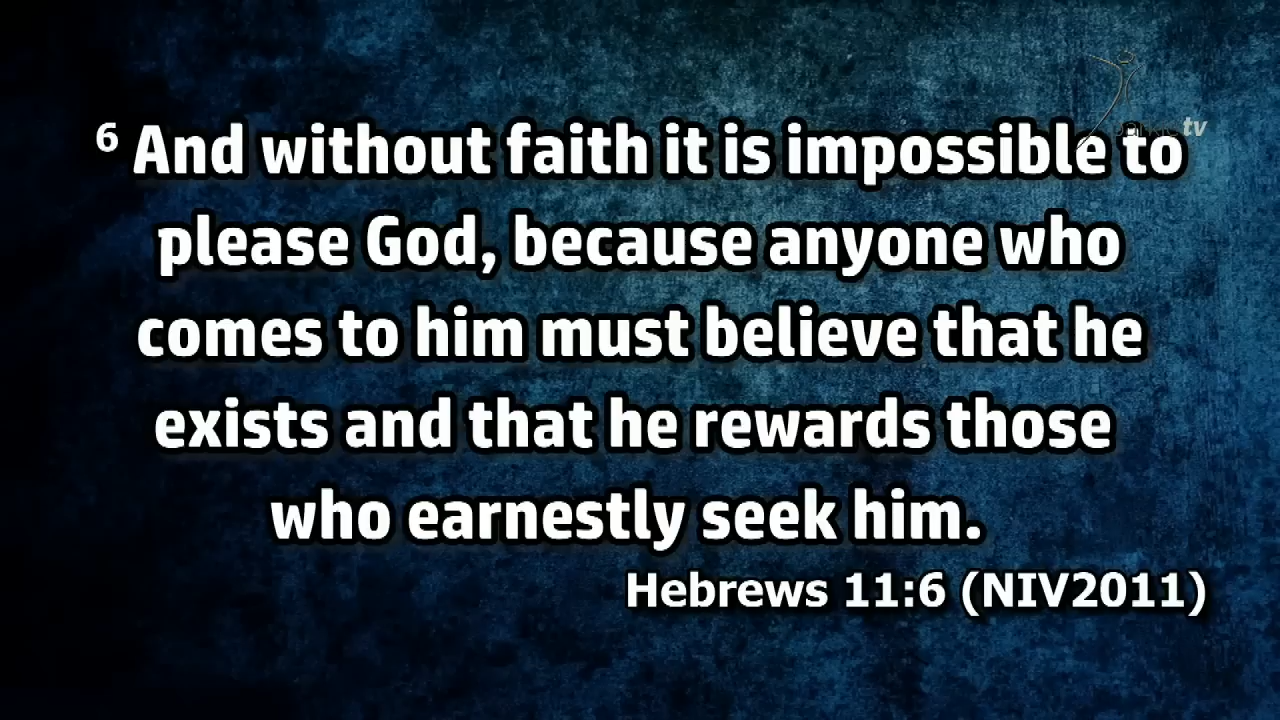 ⁶ And without faith it is impossible to
please God, because anyone who
comes to him must believe that he
exists and that he rewards those
who earnestly seek him.
Hebrews 11:6 (NIV2011)
tv